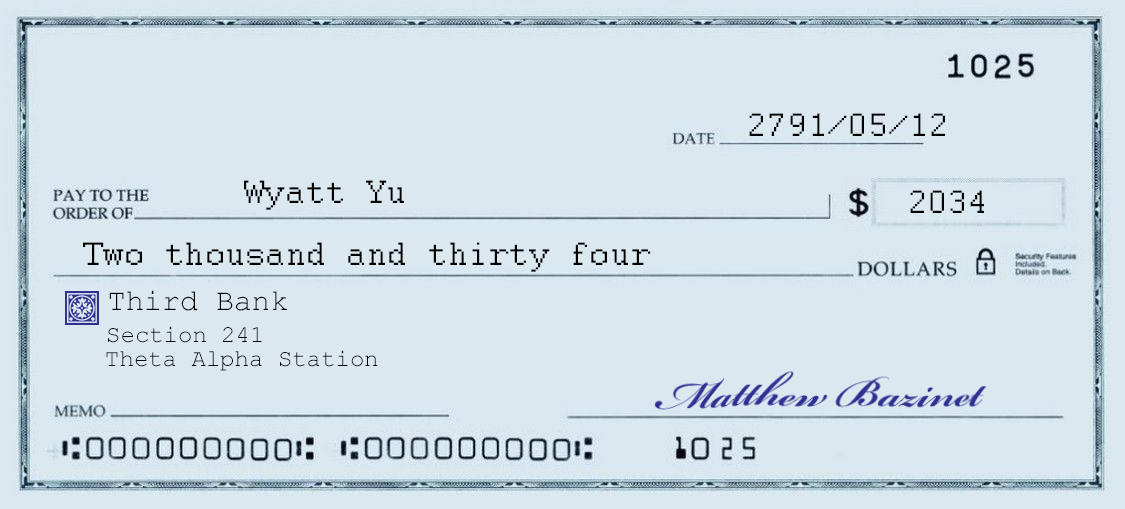 1025
DATE 2791/05/12
PAY TO THE
ORDER OF Wyatt Yu $ 2034
Two thousand and thirty four DOLLARS
Security Features
Included.
Details on Back.
Third Bank
Section 241
Theta Alpha Station
MEMO Matthew Bazinet
⑆000000000⑆ ⑆000000000⑆ 1025